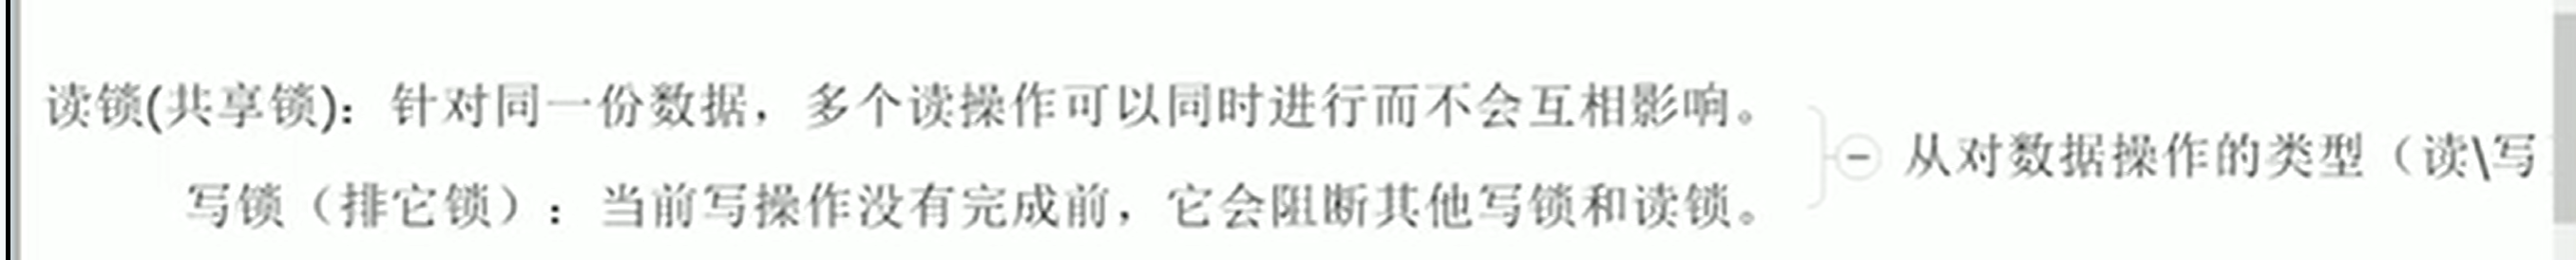 读锁(共享锁)：针对同一份数据，多个读操作可以同时进行而不会互相影响。
写锁（排它锁）：当前写操作没有完成前，它会阻断其他写锁和读锁。
从对数据操作的类型（读\写